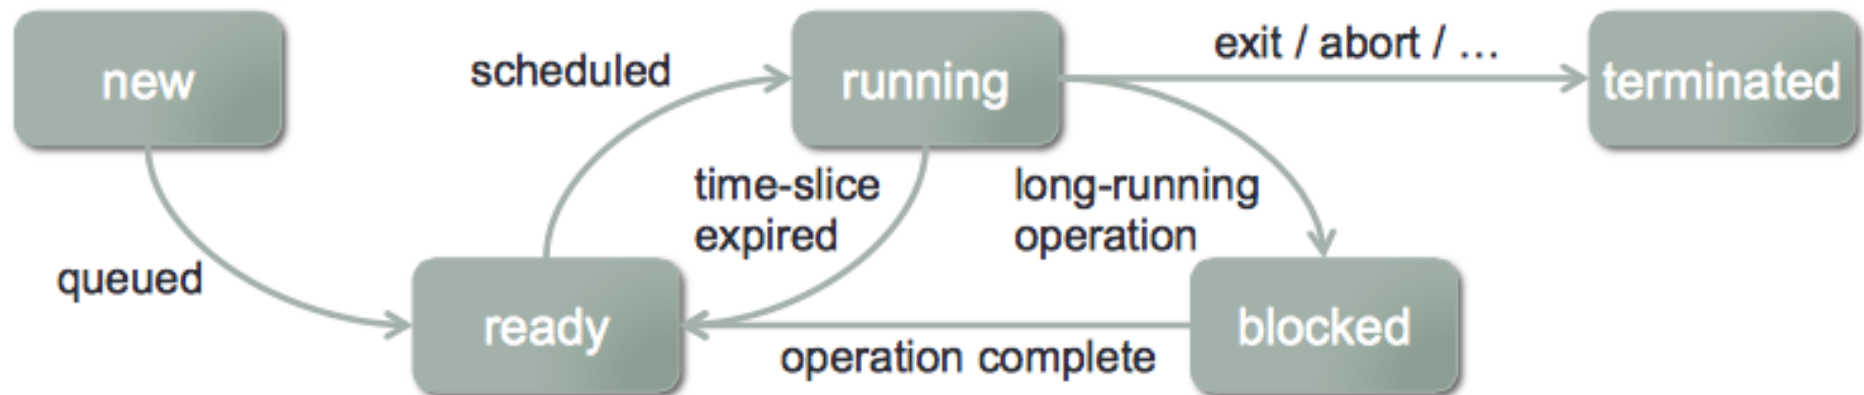 new
scheduled
running
exit / abort / ...
terminated
time-slice
expired
long-running
operation
queued
ready
operation complete
blocked